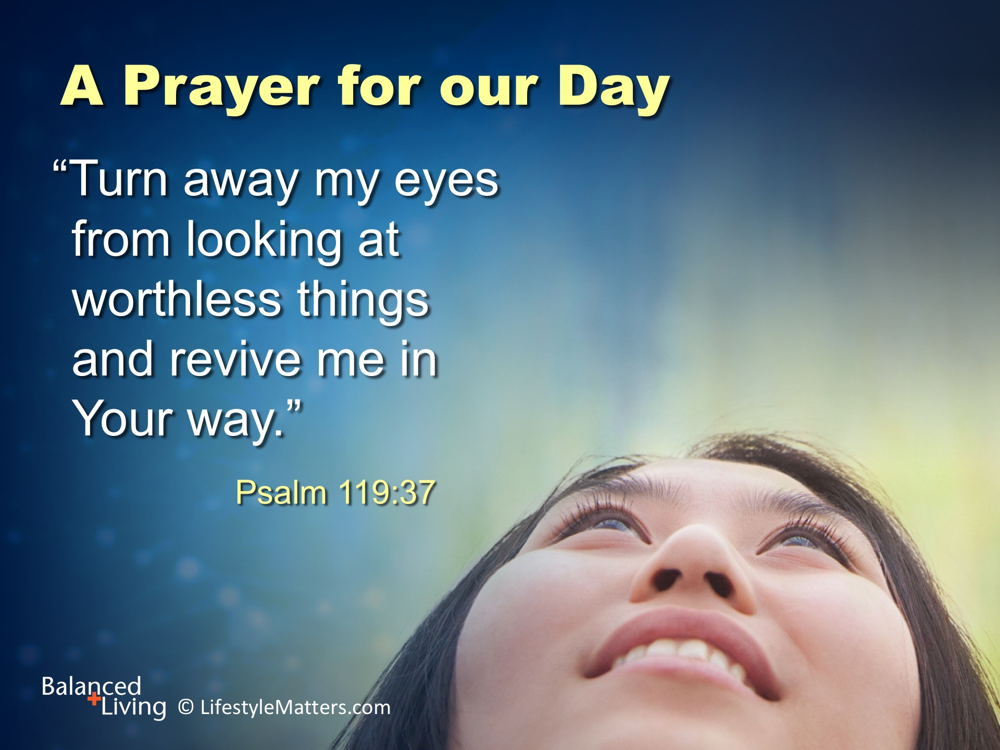 A Prayer for our Day
“Turn away my eyes
from looking at
worthless things
and revive me in
Your way.”
Psalm 119:37
Balanced
Living © LifestyleMatters.com